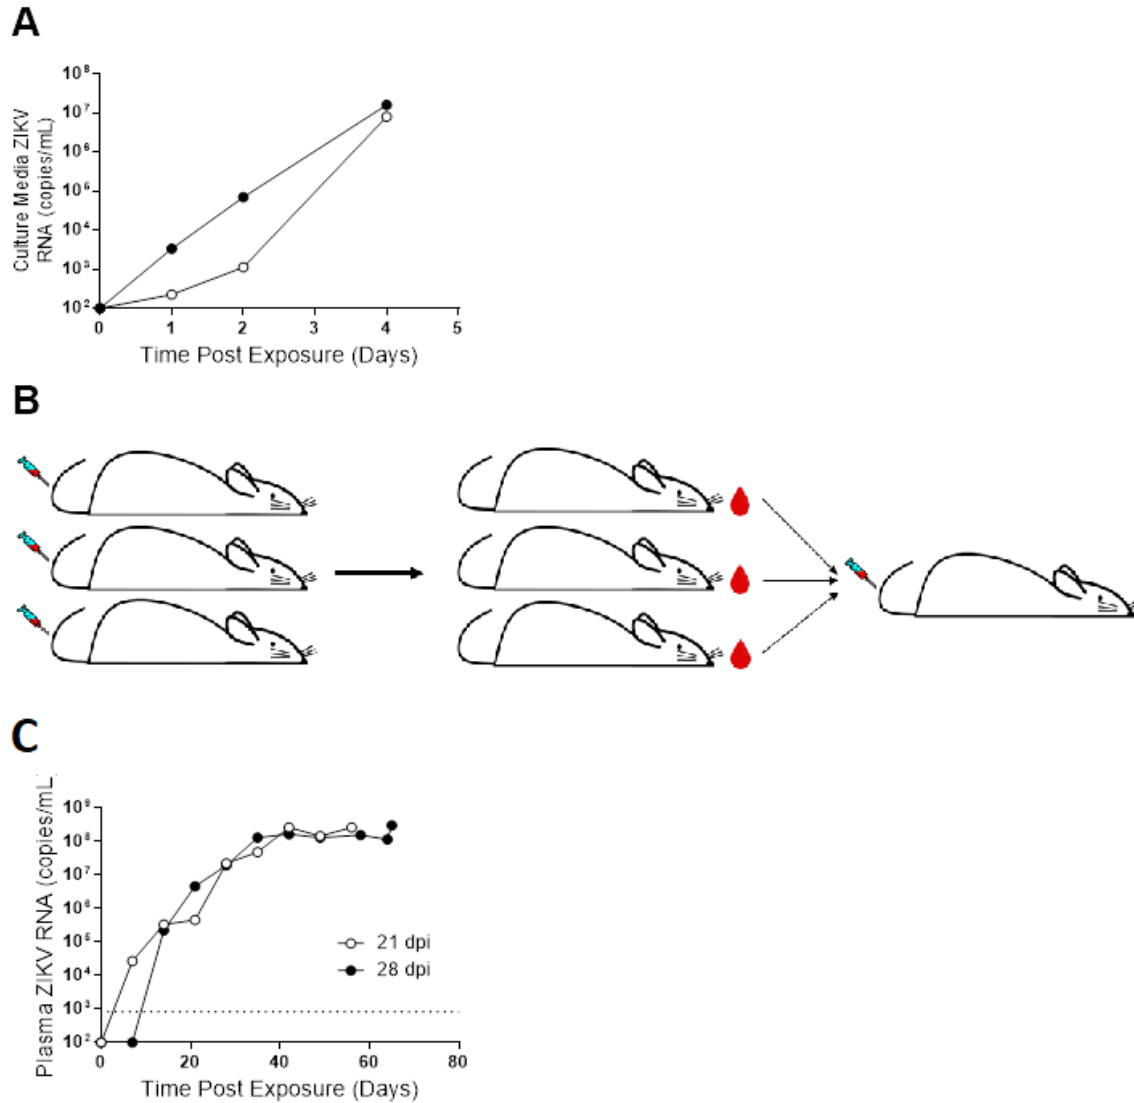 A
Culture Media ZIKV
RNA (copies/mL)
10⁸
10⁷
10⁶
10⁵
10⁴
10³
10²
0 1 2 3 4 5
Time Post Exposure (Days)
B
C
Plasma ZIKV RNA (copies/mL
10⁹
10⁸
10⁷
10⁶
10⁵
10⁴
10³
10²
21 dpi
28 dpi
0 20 40 60 80
Time Post Exposure (Days)